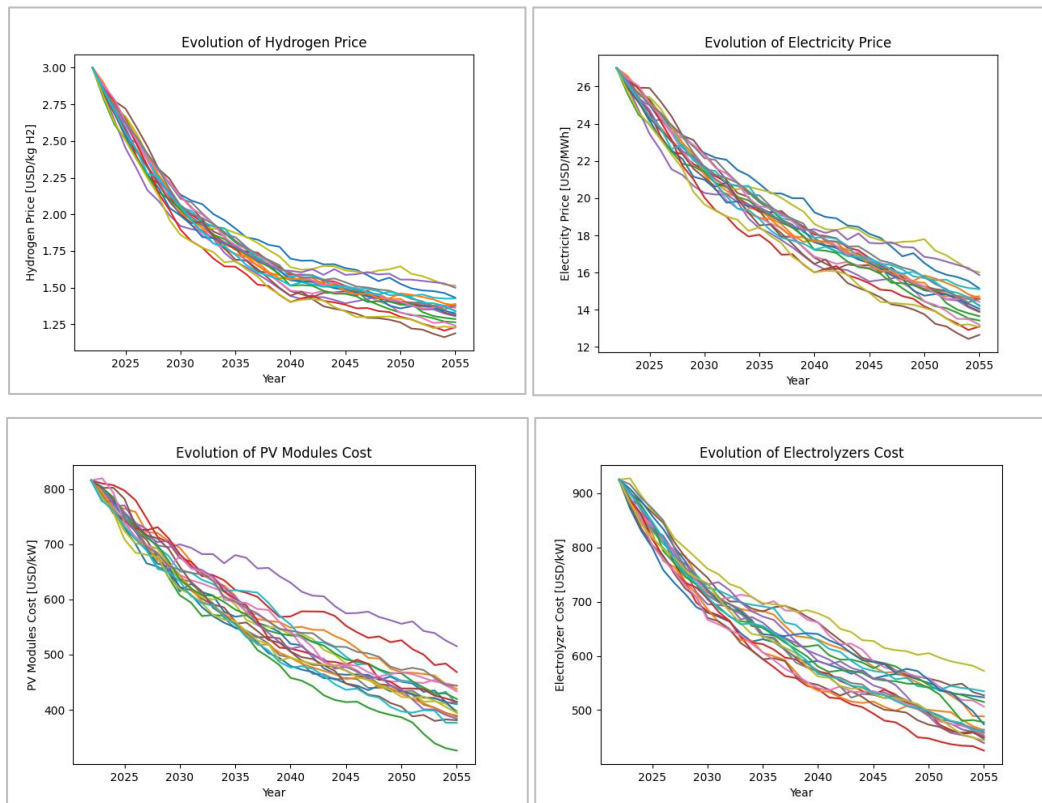 Evolution of Hydrogen Price
Hydrogen Price [USD/kg H2]
3.00
2.75
2.50
2.25
2.00
1.75
1.50
1.25
2025 2030 2035 2040 2045 2050 2055
Year
Evolution of Electricity Price
Electricity Price [USD/MWh]
26
24
22
20
18
16
14
12
2025 2030 2035 2040 2045 2050 2055
Year
Evolution of PV Modules Cost
PV Modules Cost [USD/kW]
800
700
600
500
400
2025 2030 2035 2040 2045 2050 2055
Year
Evolution of Electrolyzers Cost
Electrolyzer Cost [USD/kW]
900
800
700
600
500
2025 2030 2035 2040 2045 2050 2055
Year